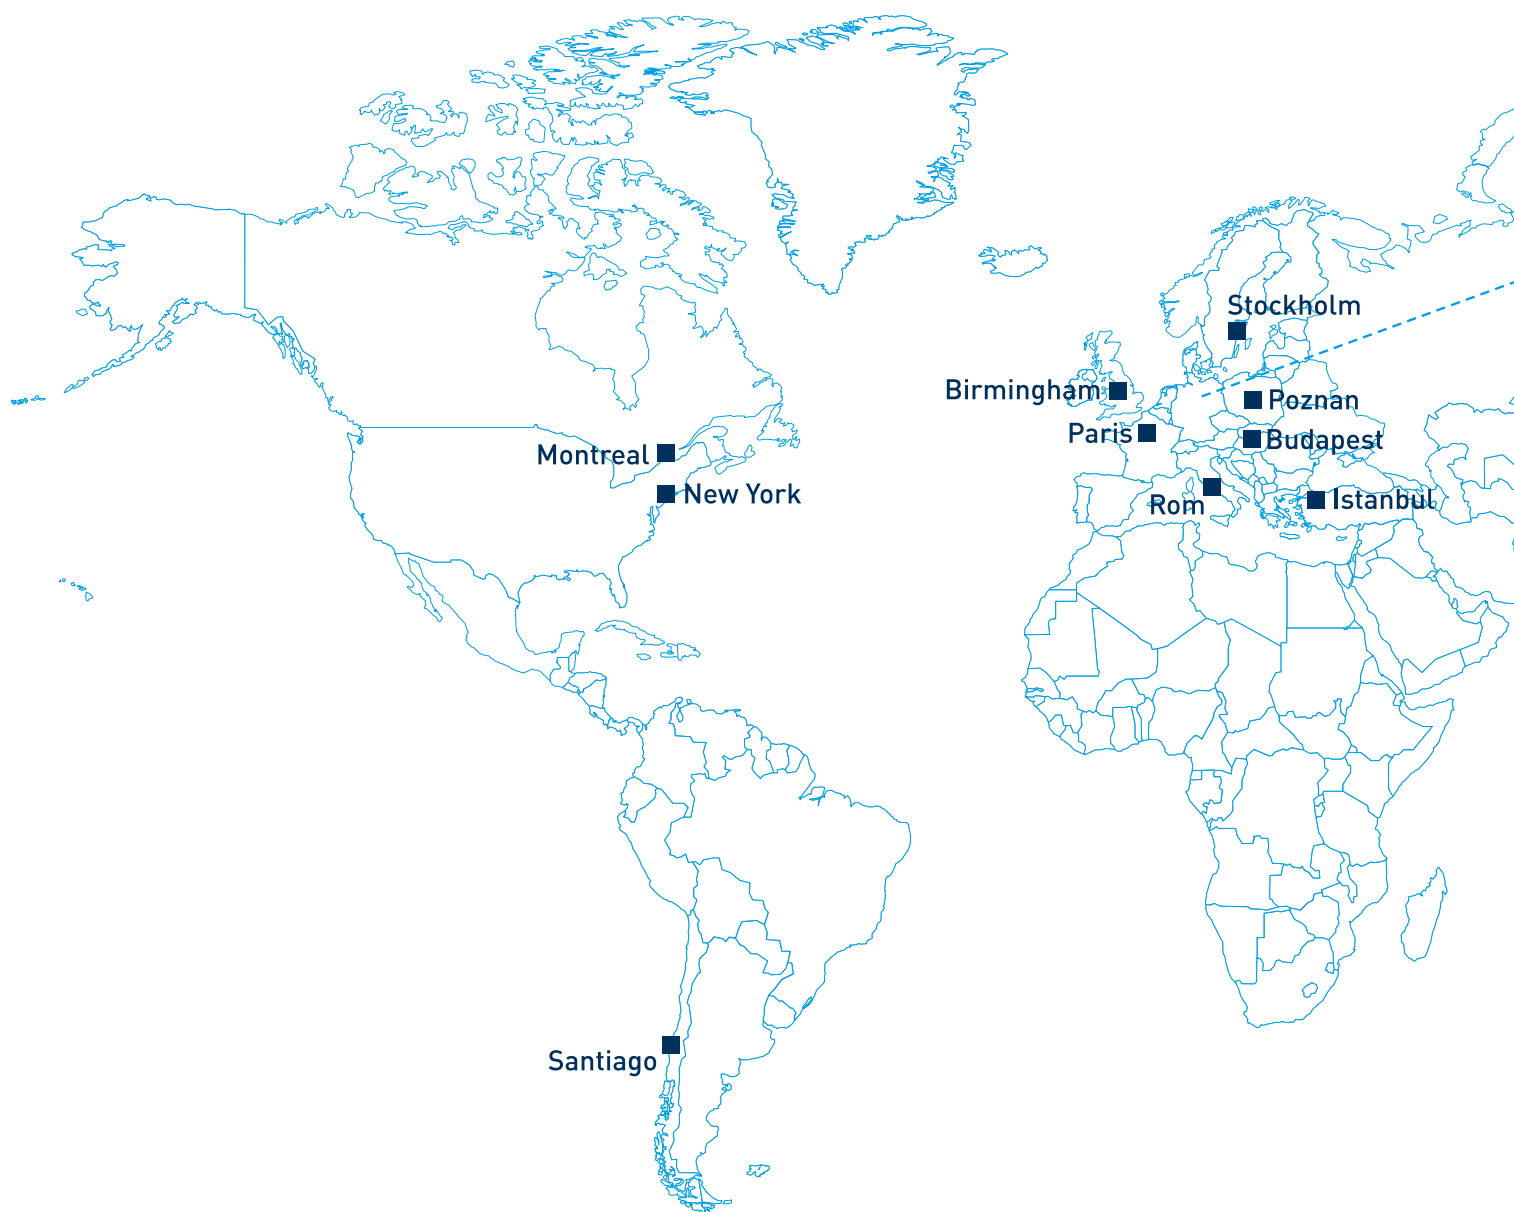 Stockholm
Birmingham
Poznan
Paris
Budapest
Montreal
New York
Rom
Istanbul
Santiago